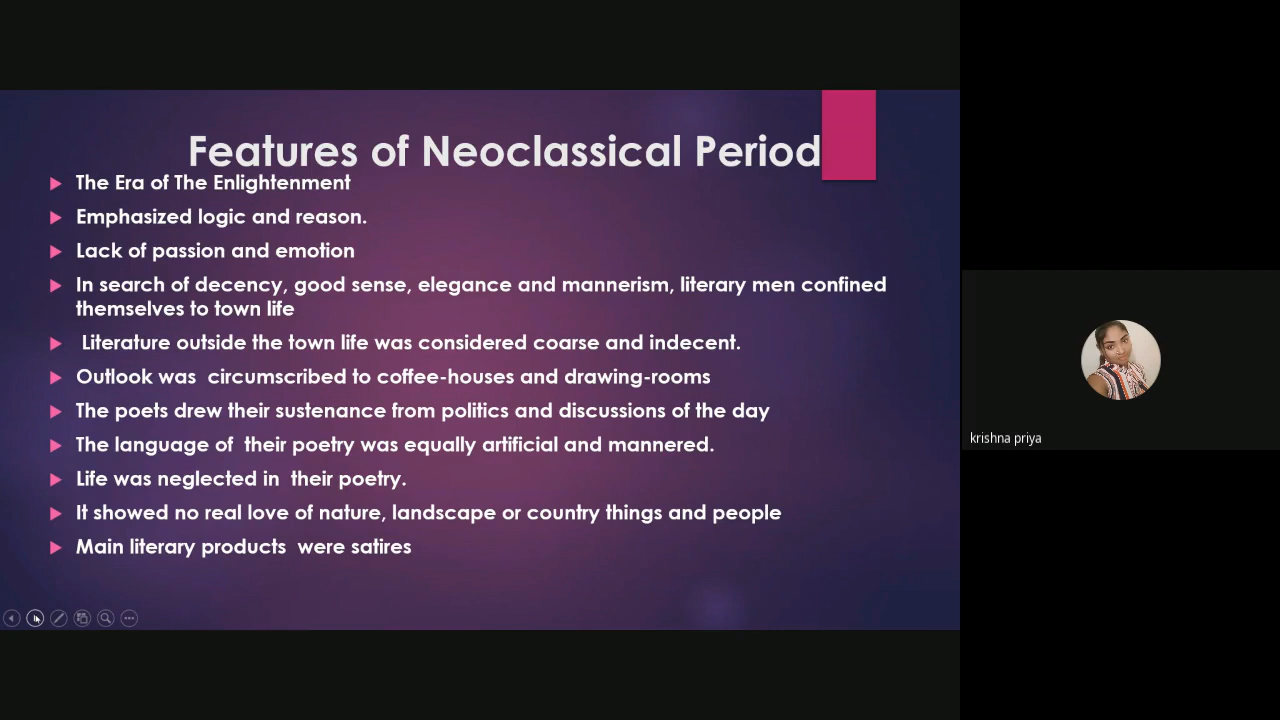 Features of Neoclassical Period
The Era of The Enlightenment
Emphasized logic and reason.
Lack of passion and emotion
In search of decency, good sense, elegance and mannerism, literary men confined
themselves to town life
Literature outside the town life was considered coarse and indecent.
Outlook was circumscribed to coffee-houses and drawing-rooms
The poets drew their sustenance from politics and discussions of the day
The language of their poetry was equally artificial and mannered.
Life was neglected in their poetry.
It showed no real love of nature, landscape or country things and people
Main literary products were satires
krishna priya